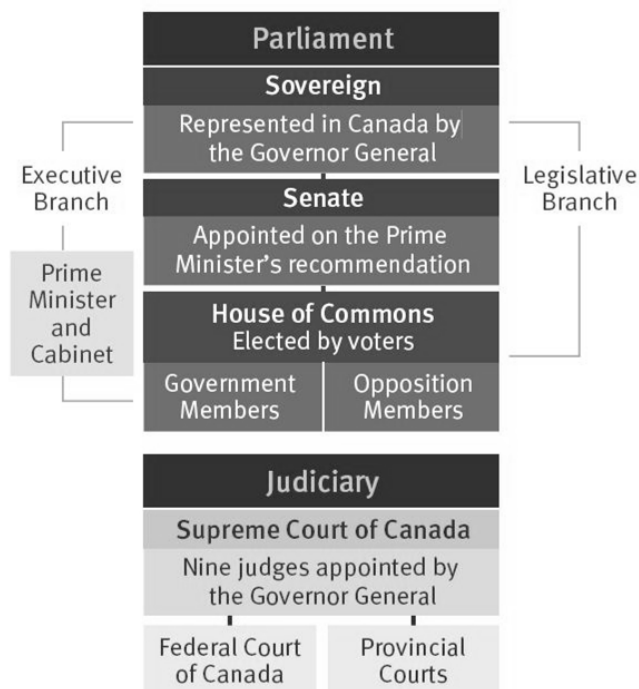 Parliament
Sovereign
Represented in Canada by
the Governor General
Executive
Branch
Legislative
Branch
Senate
Appointed on the Prime
Minister's recommendation
Prime
Minister
and
Cabinet
House of Commons
Elected by voters
Government
Members
Opposition
Members
Judiciary
Supreme Court of Canada
Nine judges appointed by
the Governor General
Federal Court
of Canada
Provincial
Courts